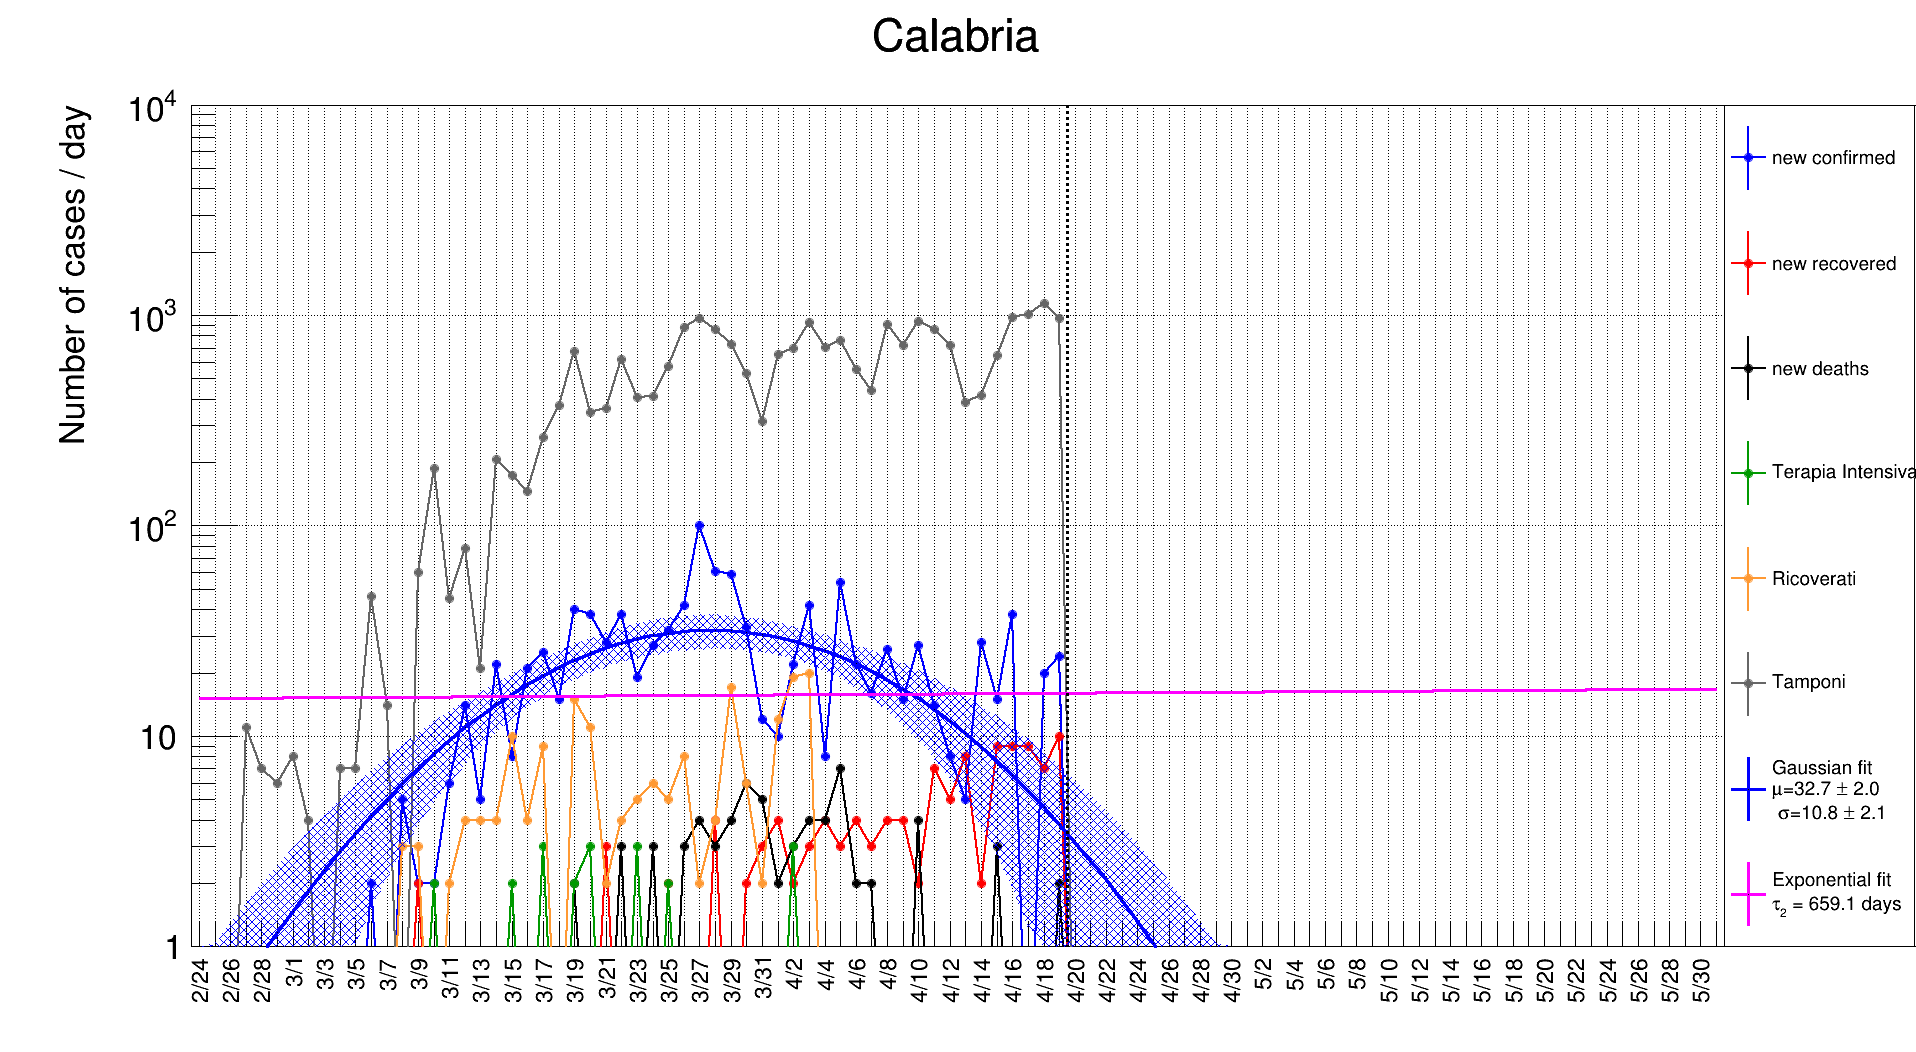 Calabria
Number of cases / day
10⁴
10³
10²
10
1
2/24 2/26 2/28 3/1 3/3 3/5 3/7 3/9 3/11 3/13 3/15 3/17 3/19 3/21 3/23 3/25 3/27 3/29 3/31 4/2 4/4 4/6 4/8 4/10 4/12 4/14 4/16 4/18 4/20 4/22 4/24 4/26 4/28 4/30 5/2 5/4 5/6 5/8 5/10 5/12 5/14 5/16 5/18 5/20 5/22 5/24 5/26 5/28 5/30
new confirmed
new recovered
new deaths
Terapia Intensiva
Ricoverati
Tamponi
Gaussian fit
μ=32.7 ± 2.0
σ=10.8 ± 2.1
Exponential fit
τ₂ = 659.1 days